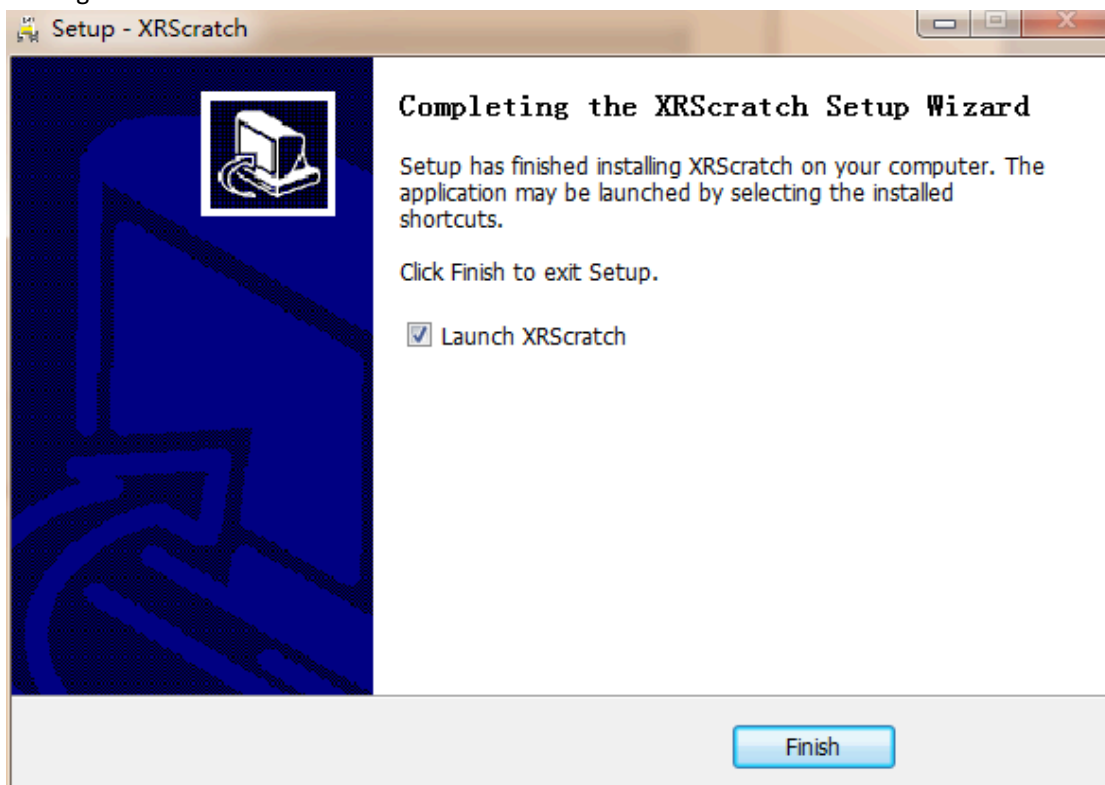 Setup - XRScratch
Completing the XRScratch Setup Wizard
Setup has finished installing XRScratch on your computer. The
application may be launched by selecting the installed
shortcuts.
Click Finish to exit Setup.
Launch XRScratch
Finish